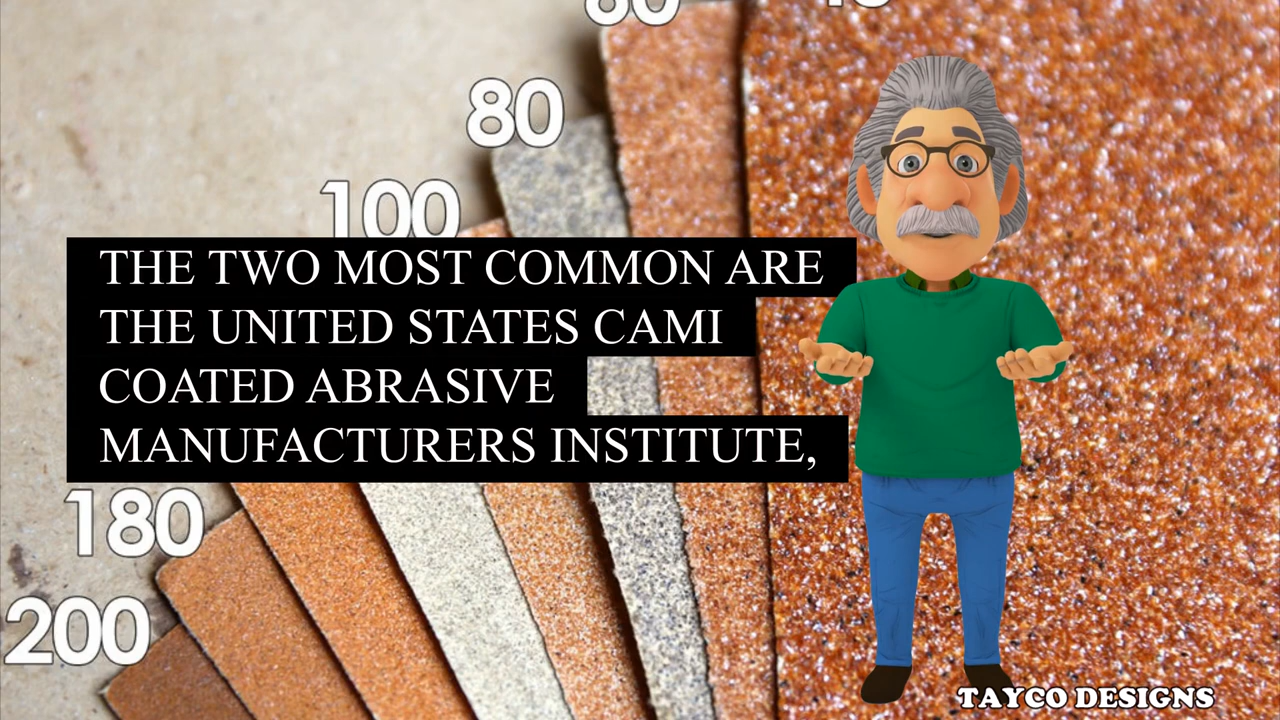 80
100
THE TWO MOST COMMON ARE
THE UNITED STATES CAMI
COATED ABRASIVE
MANUFACTURERS INSTITUTE,
180
200
TAYCO DESIGNS